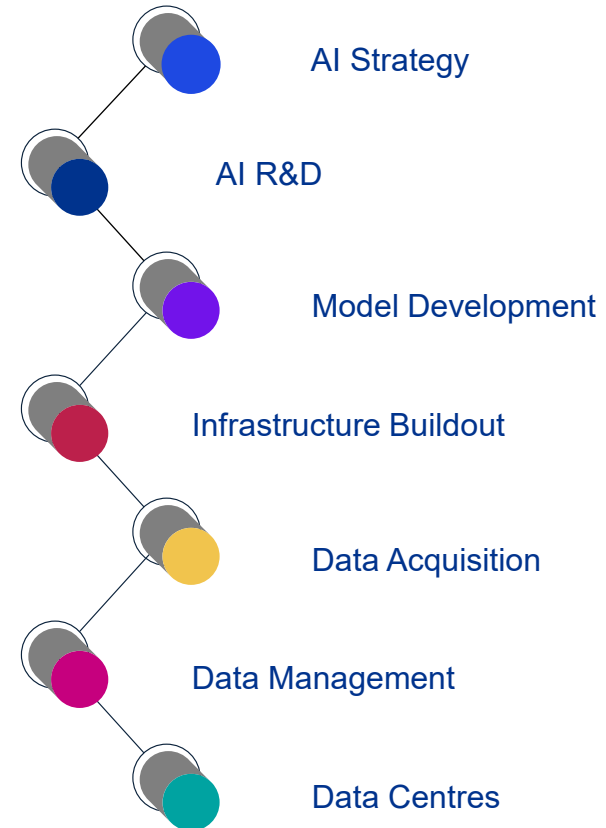 AI Strategy
AI R&D
Model Development
Infrastructure Buildout
Data Acquisition
Data Management
Data Centres